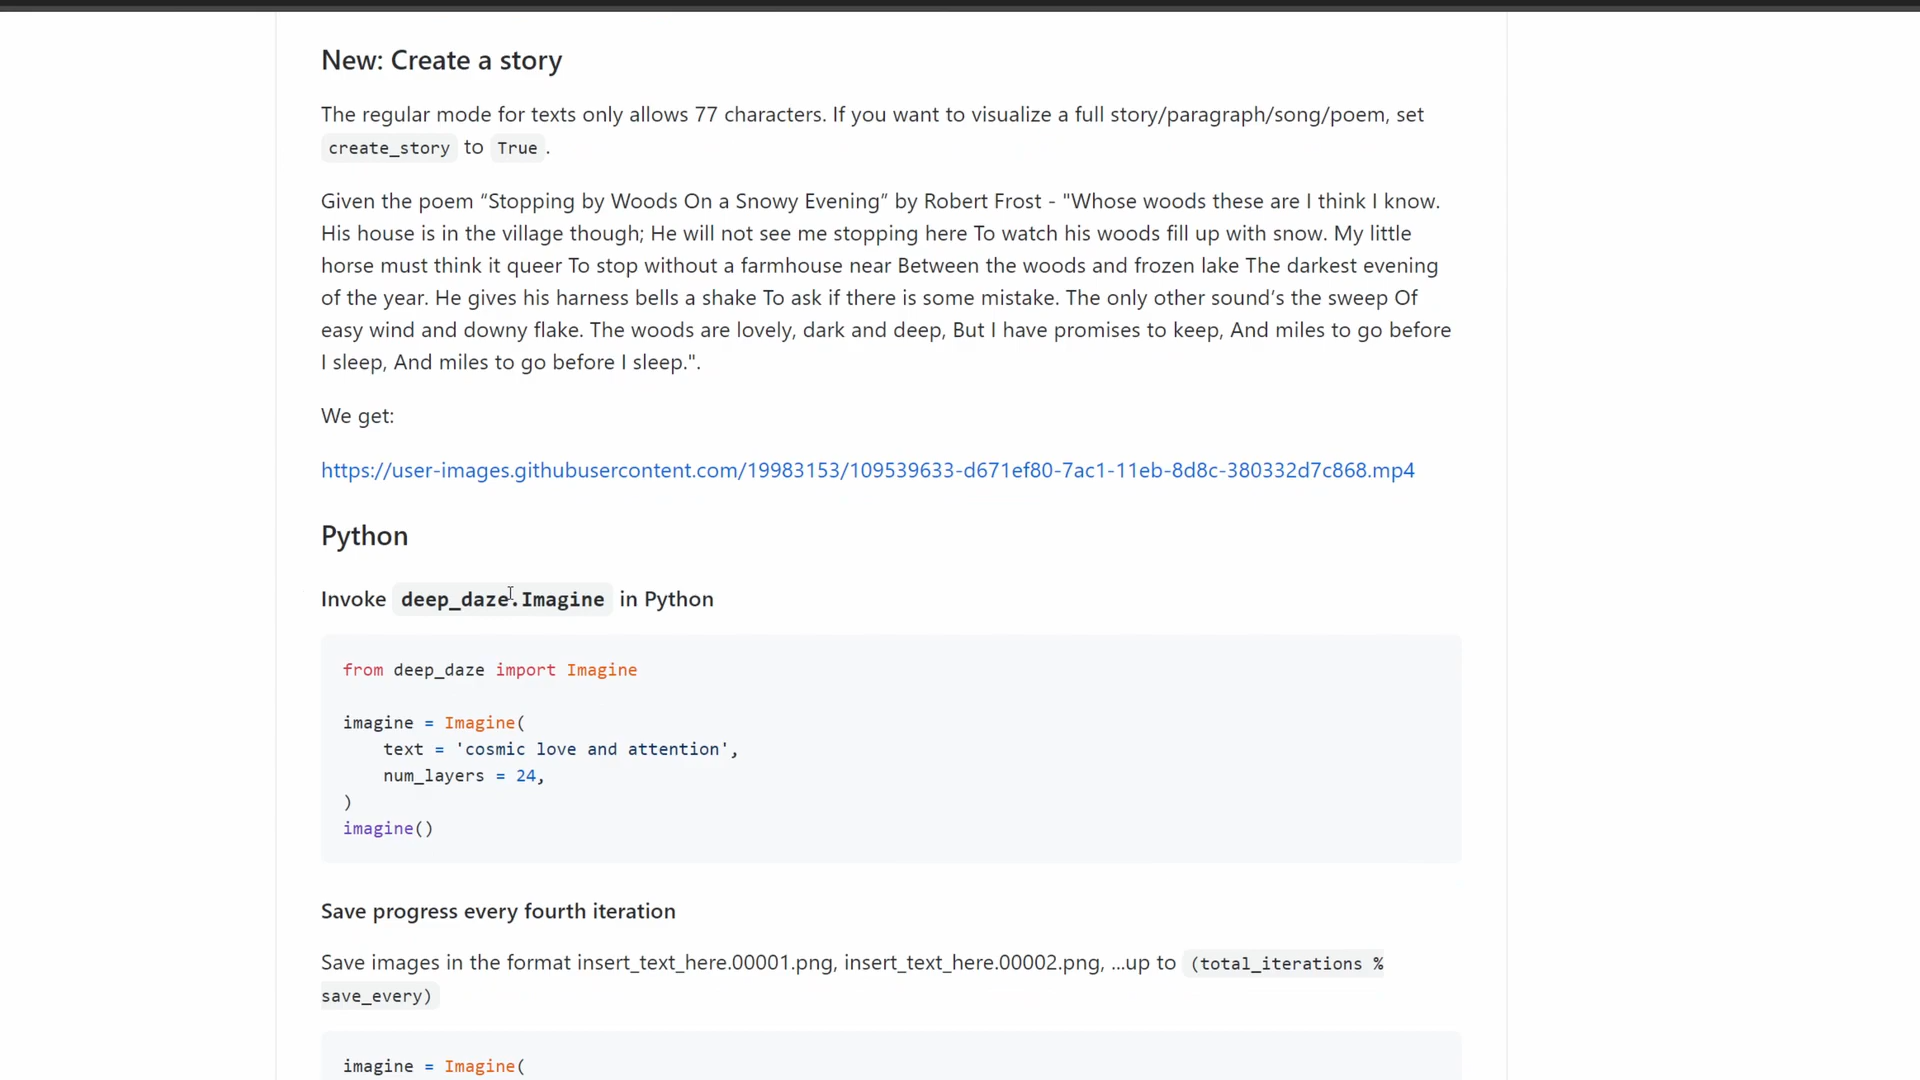 New: Create a story
The regular mode for texts only allows 77 characters. If you want to visualize a full story/paragraph/song/poem, set
create_story to True .
Given the poem “Stopping by Woods On a Snowy Evening” by Robert Frost - "Whose woods these are I think I know.
His house is in the village though; He will not see me stopping here To watch his woods fill up with snow. My little
horse must think it queer To stop without a farmhouse near Between the woods and frozen lake The darkest evening
of the year. He gives his harness bells a shake To ask if there is some mistake. The only other sound’s the sweep Of
easy wind and downy flake. The woods are lovely, dark and deep, But I have promises to keep, And miles to go before
I sleep, And miles to go before I sleep.".
We get:
https://user-images.githubusercontent.com/19983153/109539633-d671ef80-7ac1-11eb-8d8c-380332d7c868.mp4
Python
Invoke deep_daze.Imagine in Python
from deep_daze import Imagine
imagine = Imagine(
    text = 'cosmic love and attention',
    num_layers = 24,
)
imagine()
Save progress every fourth iteration
Save images in the format insert_text_here.00001.png, insert_text_here.00002.png, ...up to (total_iterations %
save_every)
imagine = Imagine(